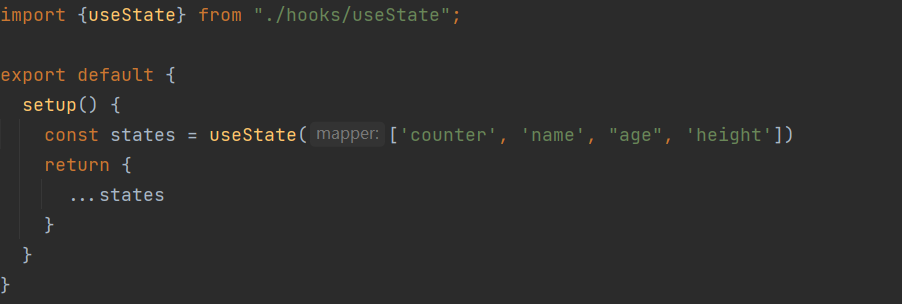 import {useState} from "./hooks/useState";
export default {
setup() {
const states = useState( mapper: ['counter', 'name', "age", 'height'])
return {
...states
}
}
}